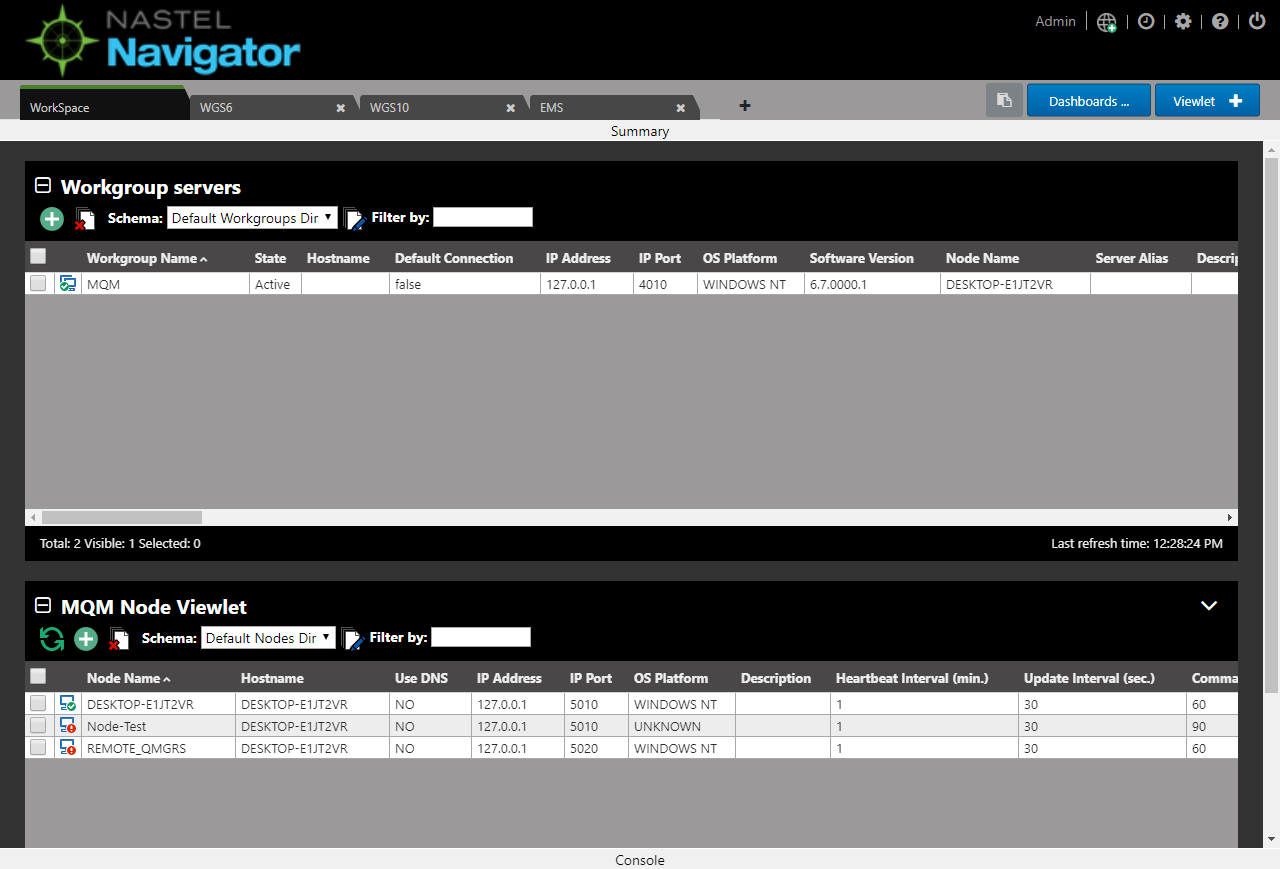 NASTEL
Navigator
Admin
WorkSpace WGS6 WGS10 EMS Dashboards ... Viewlet
Summary
Workgroup servers
Schema: Default Workgroups Dir Filter by:
Workgroup Name State Hostname Default Connection IP Address IP Port OS Platform Software Version Node Name Server Alias Descrip
MQM Active false 127.0.0.1 4010 WINDOWS NT 6.7.0000.1 DESKTOP-E1JT2VR
Total: 2 Visible: 1 Selected: 0 Last refresh time: 12:28:24 PM
MQM Node Viewlet
Schema: Default Nodes Dir Filter by:
Node Name Hostname Use DNS IP Address IP Port OS Platform Description Heartbeat Interval (min.) Update Interval (sec.) Comma
DESKTOP-E1JT2VR DESKTOP-E1JT2VR NO 127.0.0.1 5010 WINDOWS NT 1 30 60
Node-Test DESKTOP-E1JT2VR NO 127.0.0.1 5010 UNKNOWN 1 30 90
REMOTE_QMGRS DESKTOP-E1JT2VR NO 127.0.0.1 5020 WINDOWS NT 1 30 60
Console